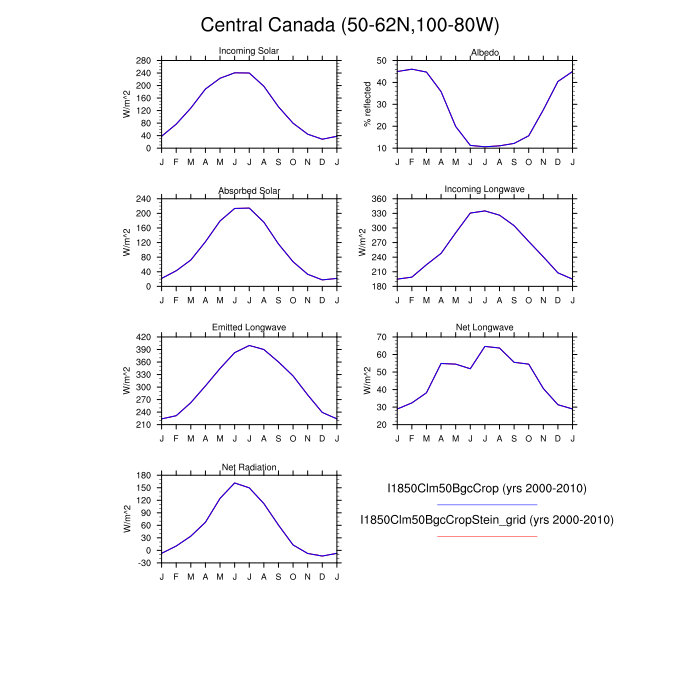 Central Canada (50-62N,100-80W)
Incoming Solar
W/m^2
280
240
200
160
120
80
40
0
J F M A M J J A S O N D J
Albedo
% reflected
50
40
30
20
10
J F M A M J J A S O N D J
Absorbed Solar
W/m^2
240
200
160
120
80
40
0
J F M A M J J A S O N D J
Incoming Longwave
W/m^2
360
330
300
270
240
210
180
J F M A M J J A S O N D J
Emitted Longwave
W/m^2
420
390
360
330
300
270
240
210
J F M A M J J A S O N D J
Net Longwave
W/m^2
70
60
50
40
30
20
J F M A M J J A S O N D J
Net Radiation
W/m^2
180
150
120
90
60
30
0
-30
J F M A M J J A S O N D J
I1850Clm50BgcCrop (yrs 2000-2010)
I1850Clm50BgcCropStein_grid (yrs 2000-2010)